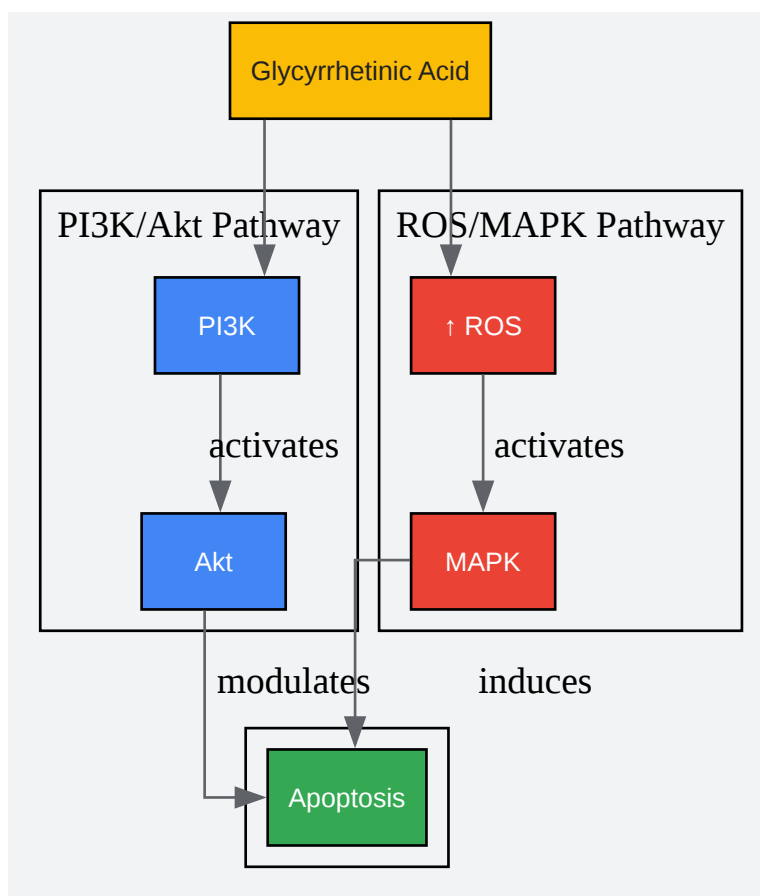 Glycyrrhetinic Acid
PI3K/Akt Pathway
ROS/MAPK Pathway
PI3K
↑ ROS
activates
activates
Akt
MAPK
modulates
induces
Apoptosis